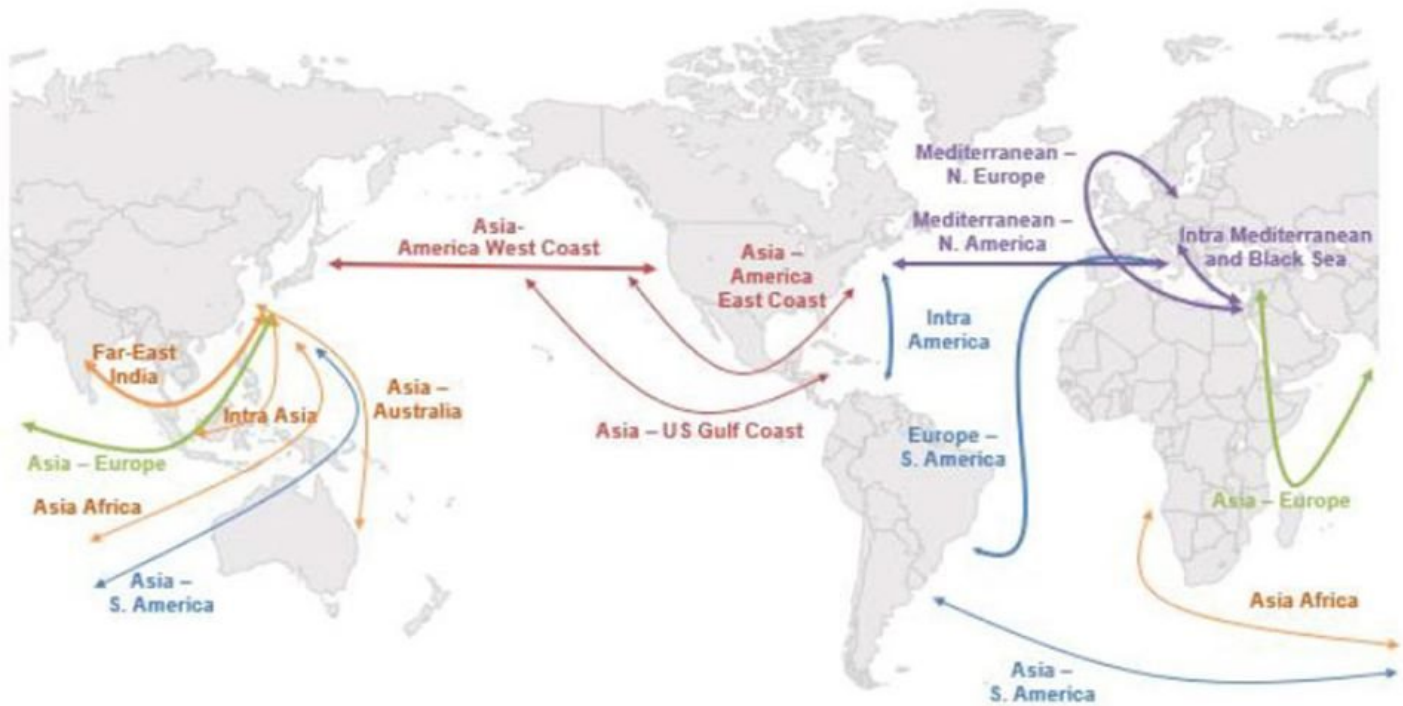 Mediterranean –
N. Europe
Mediterranean –
N. America
Intra Mediterranean
and Black Sea
Asia-
America West Coast
Asia –
America
East Coast
Intra
America
Far-East
India
Intra Asia
Asia –
Australia
Asia – US Gulf Coast
Europe –
S. America
Asia – Europe
Asia – Europe
Asia Africa
Asia –
S. America
Asia Africa
Asia –
S. America